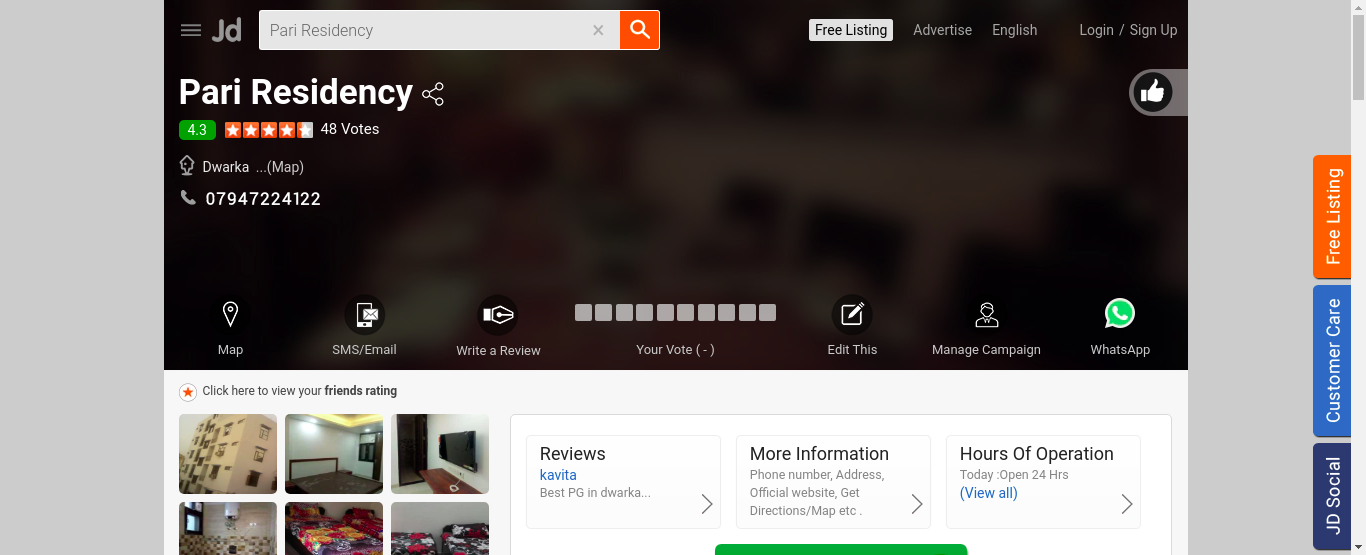 Jd
Pari Residency ×
Free Listing Advertise English Login / Sign Up
Pari Residency
4.3 48 Votes
Dwarka ...(Map)
07947224122
Map SMS/Email Write a Review Your Vote ( - ) Edit This Manage Campaign WhatsApp
Click here to view your friends rating
Reviews
kavita
Best PG in dwarka...
More Information
Phone number, Address,
Official website, Get
Directions/Map etc .
Hours Of Operation
Today :Open 24 Hrs
(View all)
Free Listing
Customer Care
JD Social